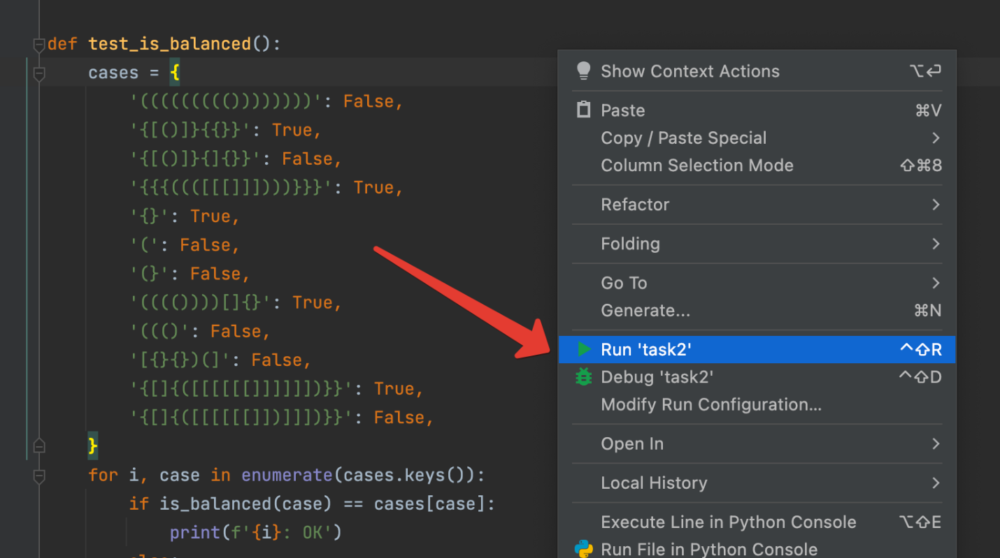 def test_is_balanced():
cases = {
'((((((((())))))))': False,
'{[()]}{{}}': True,
'{[()]}{]{}}': False,
'{{{((([[[]]])))}}}': True,
'{}': True,
'(': False,
'(}': False,
'(((())))[]{}': True,
'((()': False,
'[{}{})(]': False,
'{[]{([[[[[[]]]]]])}}': True,
'{[]{([[[[[[]])]]])}}': False,
}
for i, case in enumerate(cases.keys()):
if is_balanced(case) == cases[case]:
print(f'{i}: OK')
else:
Show Context Actions ⌥⏎
Paste ⌘V
Copy / Paste Special >
Column Selection Mode ⇧⌘8
Refactor >
Folding >
Go To >
Generate... ⌘N
Run 'task2' ^⇧R
Debug 'task2' ^⇧D
Modify Run Configuration...
Open In >
Local History >
Execute Line in Python Console ⌥⇧E
Run File in Python Console